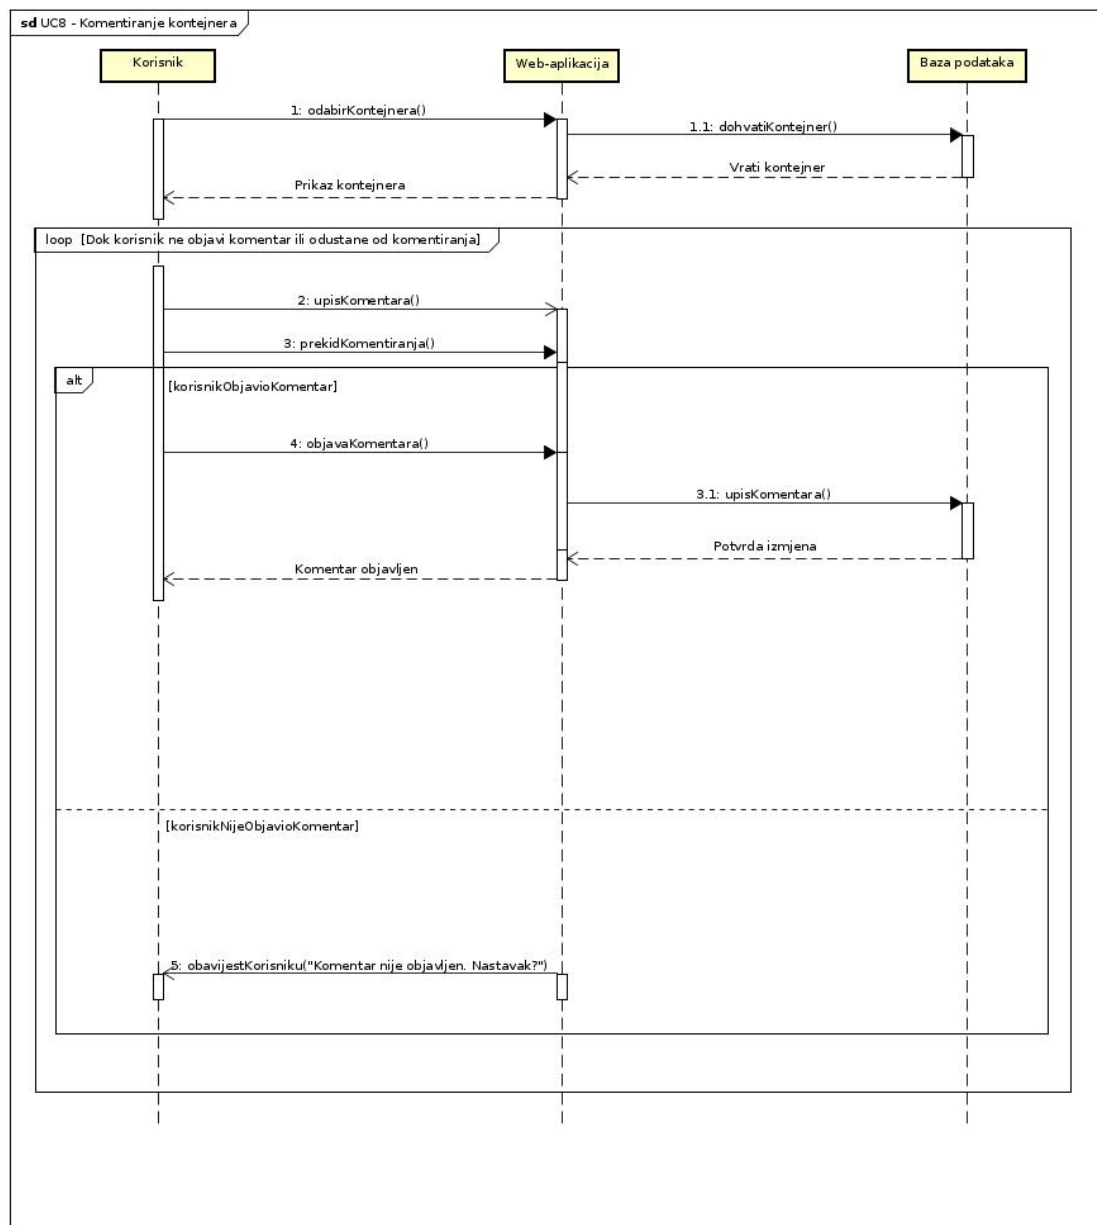 sd UC8 - Komentiranje kontejnera
Korisnik
Web-aplikacija
Baza podataka
1: odabirKontejnera()
1.1: dohvatiKontejner()
Vrati kontejner
Prikaz kontejnera
loop [Dok korisnik ne objavi komentar ili odustane od komentiranja]
2: upisKomentara()
3: prekidKomentiranja()
alt
[korisnikObjavioKomentar]
4: objavaKomentara()
3.1: upisKomentara()
Potvrda izmjena
Komentar objavljen
[korisnikNijeObjavioKomentar]
5: obavijestKorisniku("Komentar nije objavljen. Nastavak?")